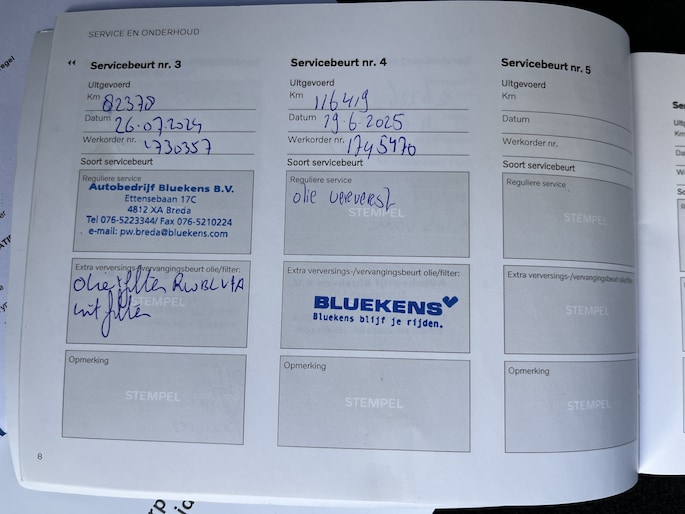 SERVICE EN ONDERHOUD
Servicebeurt nr. 3
Uitgevoerd
Km 82378
Datum 26.07.2024
Werkorder nr. 1730357
Soort servicebeurt
Reguliere service
Autobedrijf Bluekens B.V.
Ettensebaan 17C
4812 XA Breda
Tel 076-5223344/ Fax 076-5210224
e-mail: pw.breda@bluekens.com
Extra verversings-/vervangingsbeurt olie/filter:
olie filter
STEMPEL
filter
Opmerking
STEMPEL
8
Servicebeurt nr. 4
Uitgevoerd
Km 116419
Datum 19.6-2025
Werkorder nr. 1745470
Soort servicebeurt
Reguliere service
olie ververst
STEMPEL
Extra verversings-/vervangingsbeurt olie/filter:
BLUEKENS
Bluekens blijf je rijden.
Opmerking
STEMPEL
Servicebeurt nr. 5
Uitgevoerd
Km
Datum
Werkorder nr.
Soort servicebeurt
Reguliere service
STEMPEL
Extra verversings-/vervangingsbeurt olie/filter:
STEMPEL
Opmerking
STEMPEL